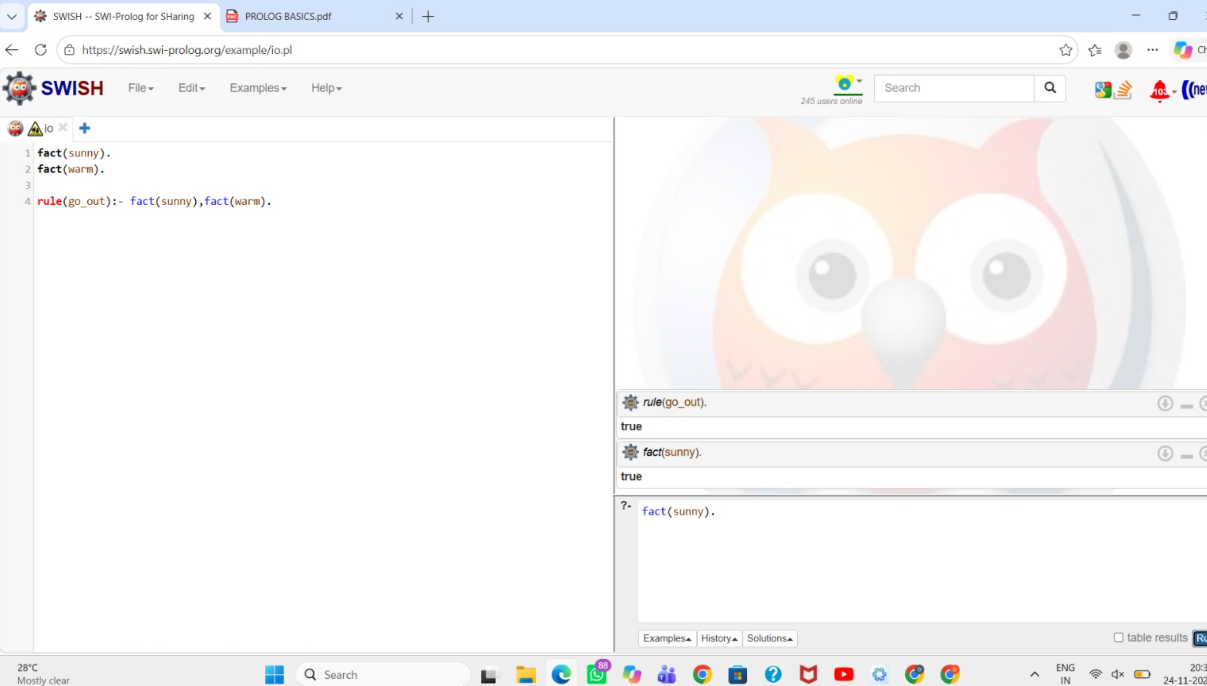 SWISH -- SWI-Prolog for SHaring
PROLOG BASICS.pdf
https://swish.swi-prolog.org/example/io.pl
SWISH
File
Edit
Examples
Help
245 users online
Search
103
io
1 fact(sunny).
2 fact(warm).
3
4 rule(go_out):- fact(sunny),fact(warm).
rule(go_out).
true
fact(sunny).
true
?- fact(sunny).
Examples
History
Solutions
table results
28°C
Mostly clear
Search
88
ENG
IN